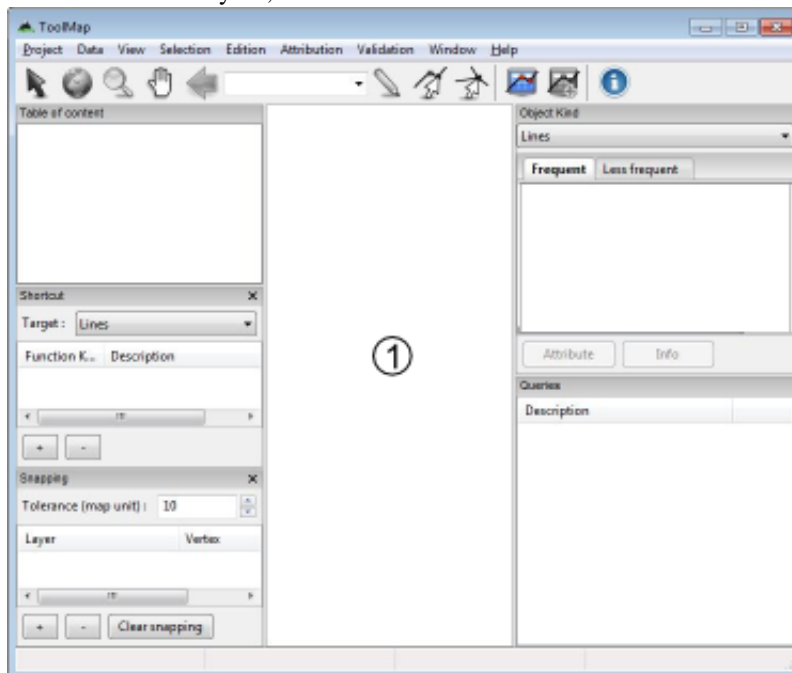 ToolMap
Project Data View Selection Edition Attribution Validation Window Help
Table of content
Shortcut
Target : Lines
Function K... Description
+ -
Snapping
Tolerance (map unit) : 10
Layer Vertex
+ - Clear snapping
1
Object Kind
Lines
Frequent Less frequent
Attribute Info
Queries
Description